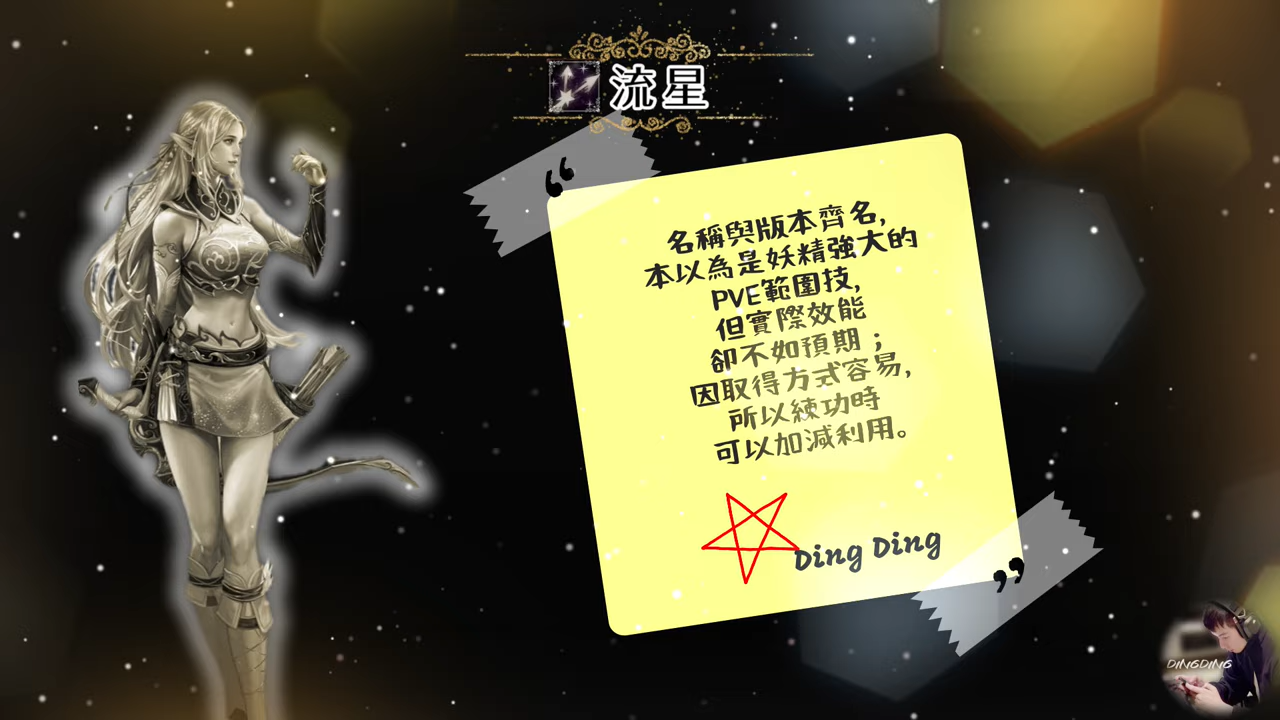 流星
“
名稱與版本齊名,
本以為是妖精強大的
PVE範圍技,
但實際效能
卻不如預期；
因取得方式容易,
所以練功時
可以加減利用。
Ding Ding
”
DINGDING